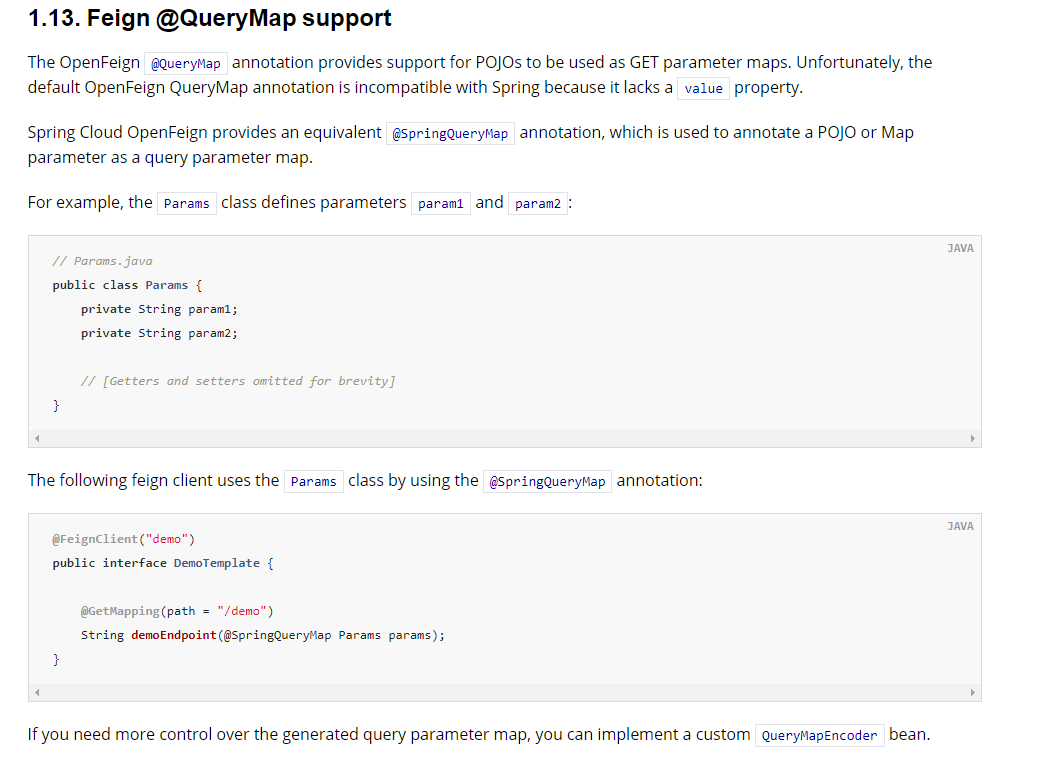 1.13. Feign @QueryMap support
The OpenFeign @QueryMap annotation provides support for POJOs to be used as GET parameter maps. Unfortunately, the
default OpenFeign QueryMap annotation is incompatible with Spring because it lacks a value property.
Spring Cloud OpenFeign provides an equivalent @SpringQueryMap annotation, which is used to annotate a POJO or Map
parameter as a query parameter map.
For example, the Params class defines parameters param1 and param2:
JAVA
// Params.java
public class Params {
    private String param1;
    private String param2;
    // [Getters and setters omitted for brevity]
}
The following feign client uses the Params class by using the @SpringQueryMap annotation:
JAVA
@FeignClient("demo")
public interface DemoTemplate {
    @GetMapping(path = "/demo")
    String demoEndpoint(@SpringQueryMap Params params);
}
If you need more control over the generated query parameter map, you can implement a custom QueryMapEncoder bean.